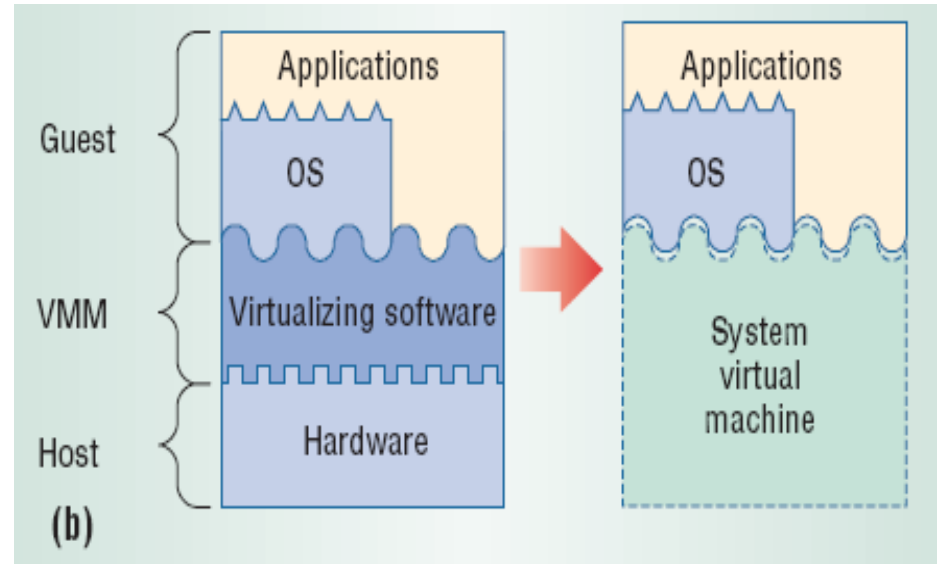 Guest
VMM
Host
(b)
Applications
OS
Virtualizing software
Hardware
Applications
OS
System
virtual
machine